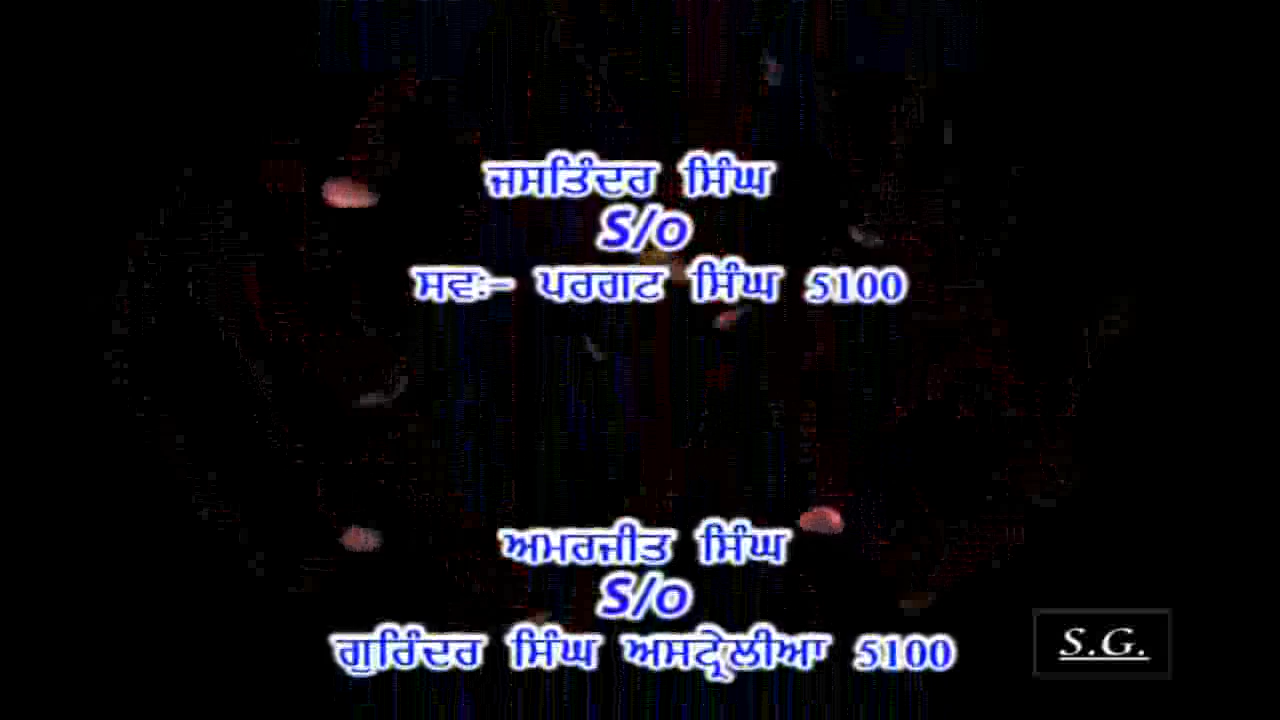 ਜਸਤਿੰਦਰ ਸਿੰਘ
S/O
ਸਵਃ- ਪਰਗਟ ਸਿੰਘ 5100
ਅਮਰਜੀਤ ਸਿੰਘ
S/O
ਗੁਰਿੰਦਰ ਸਿੰਘ ਅਸਟ੍ਰੇਲੀਆ 5100
S.G.